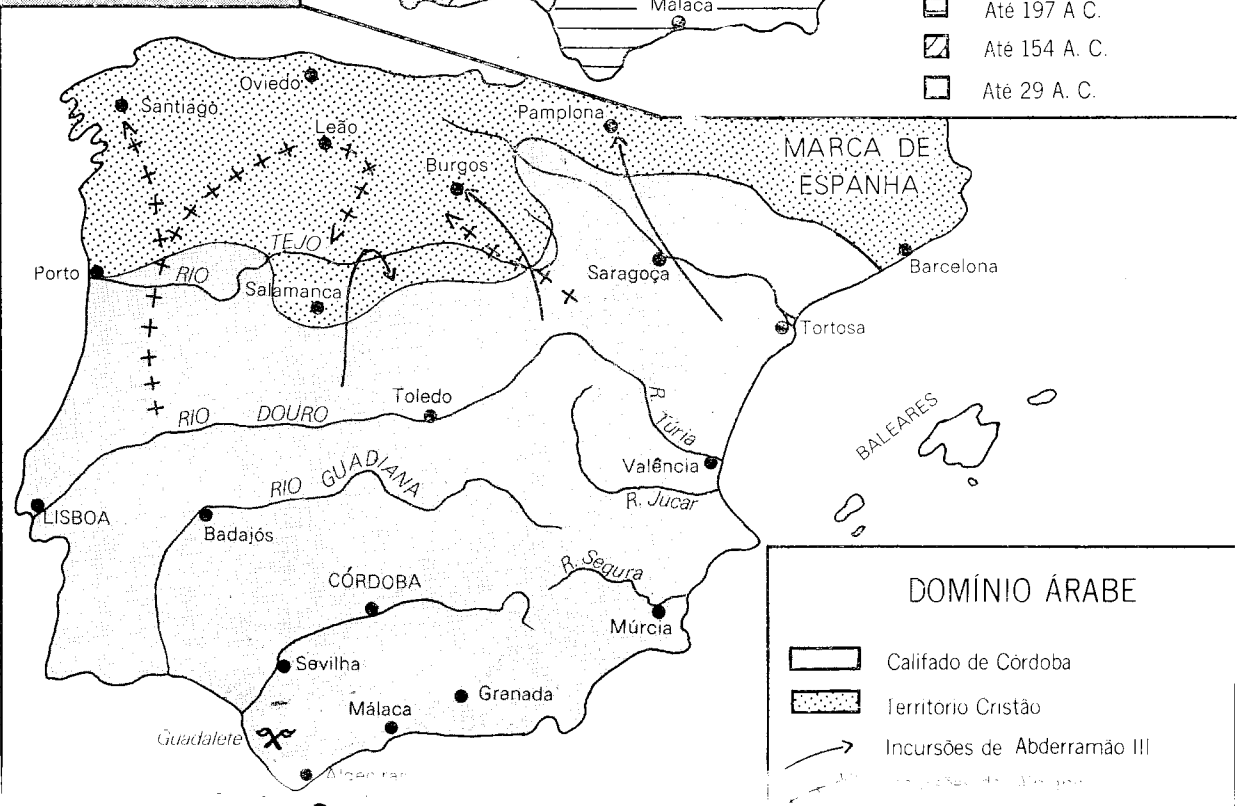 Málaca
Até 197 A C.
Até 154 A. C.
Até 29 A. C.
Oviedo
Santiago
Leão
Pamplona
MARCA DE
ESPANHA
Burgos
TEJO
Porto
RIO
Salamanca
Saragoça
Barcelona
Tortosa
Toledo
RIO DOURO
R. Túria
BALEARES
Valência
RIO GUADIANA
R. Jucar
LISBOA
Badajós
R. Segura
CÓRDOBA
Múrcia
Sevilha
Granada
Málaca
Guadalete
DOMÍNIO ÁRABE
Califado de Córdoba
Território Cristão
Incursões de Abderramão III